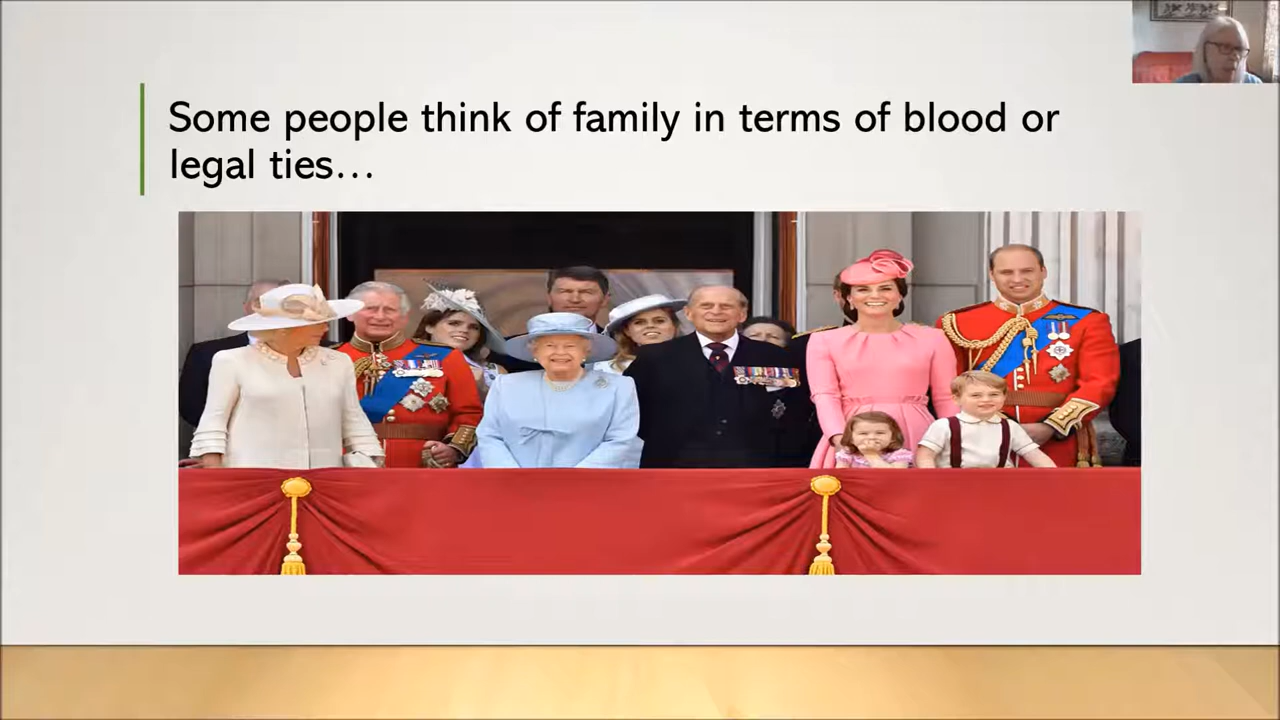 Some people think of family in terms of blood or
legal ties…